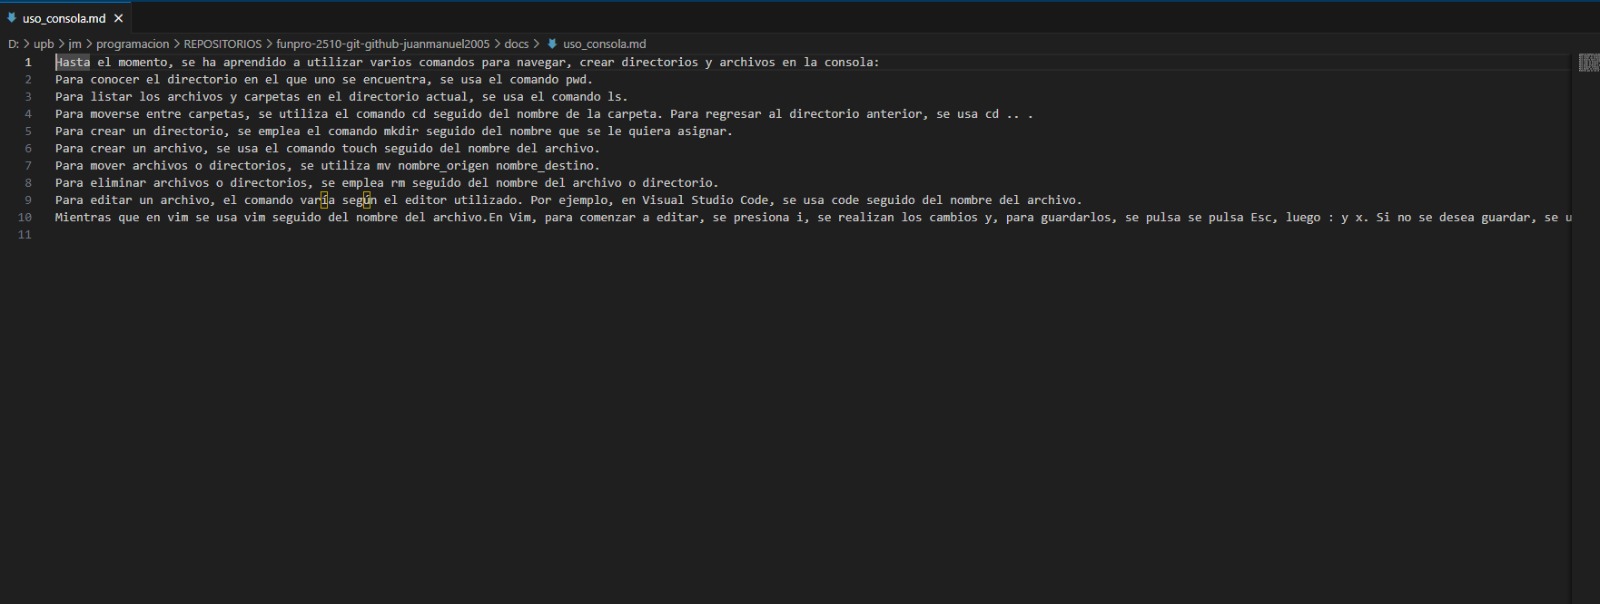 uso_consola.md
D: > upb > jm > programacion > REPOSITORIOS > funpro-2510-git-github-juanmanuel2005 > docs > uso_consola.md
1 Hasta el momento, se ha aprendido a utilizar varios comandos para navegar, crear directorios y archivos en la consola:
2 Para conocer el directorio en el que uno se encuentra, se usa el comando pwd.
3 Para listar los archivos y carpetas en el directorio actual, se usa el comando ls.
4 Para moverse entre carpetas, se utiliza el comando cd seguido del nombre de la carpeta. Para regresar al directorio anterior, se usa cd .. .
5 Para crear un directorio, se emplea el comando mkdir seguido del nombre que se le quiera asignar.
6 Para crear un archivo, se usa el comando touch seguido del nombre del archivo.
7 Para mover archivos o directorios, se utiliza mv nombre_origen nombre_destino.
8 Para eliminar archivos o directorios, se emplea rm seguido del nombre del archivo o directorio.
9 Para editar un archivo, el comando varía según el editor utilizado. Por ejemplo, en Visual Studio Code, se usa code seguido del nombre del archivo.
10 Mientras que en vim se usa vim seguido del nombre del archivo.En Vim, para comenzar a editar, se presiona i, se realizan los cambios y, para guardarlos, se pulsa se pulsa Esc, luego : y x. Si no se desea guardar, se u
11